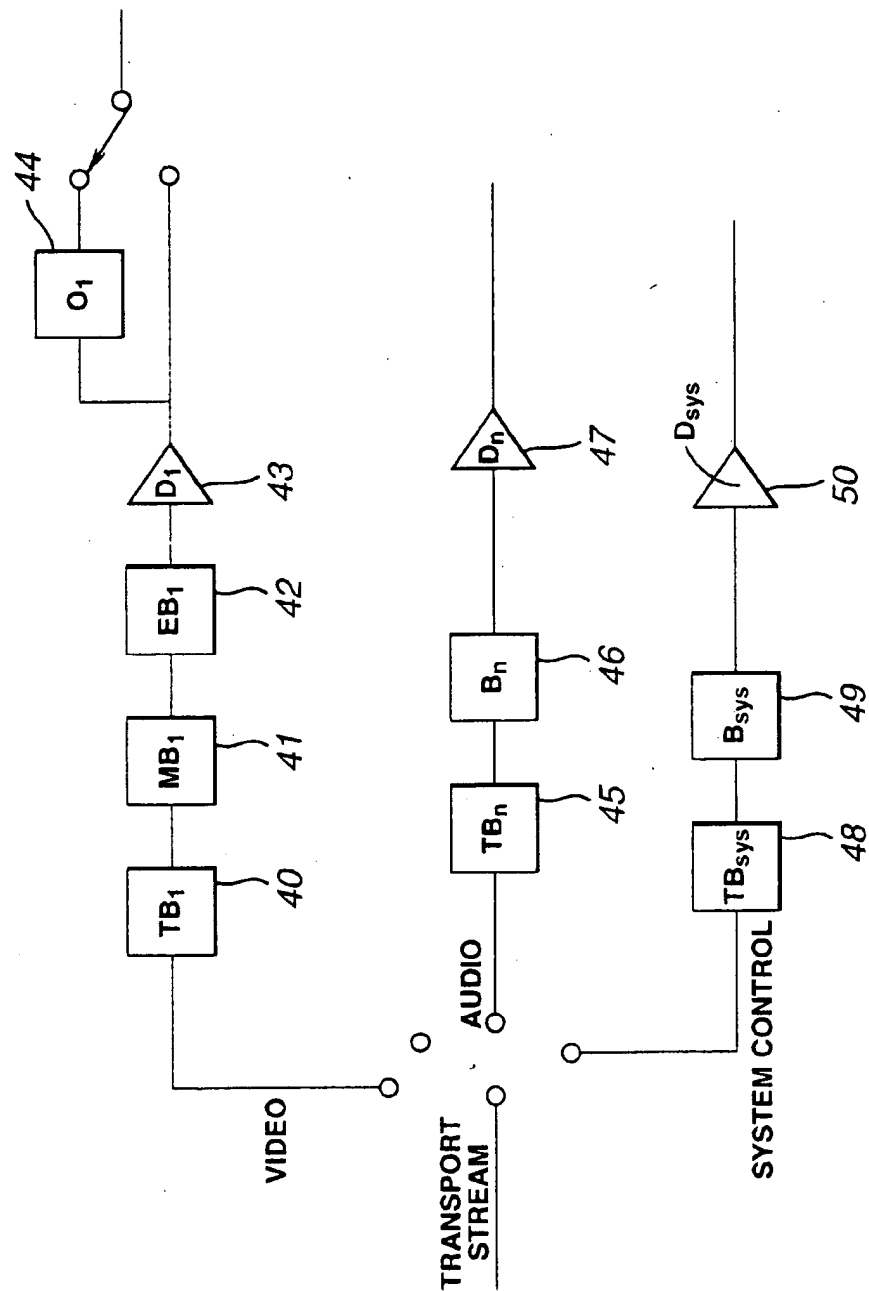 TRANSPORT
STREAM
VIDEO
TB1
40
MB1
41
EB1
42
D1
43
O1
44
AUDIO
TBn
45
Bn
46
Dn
47
SYSTEM CONTROL
TBsys
48
Bsys
49
Dsys
50